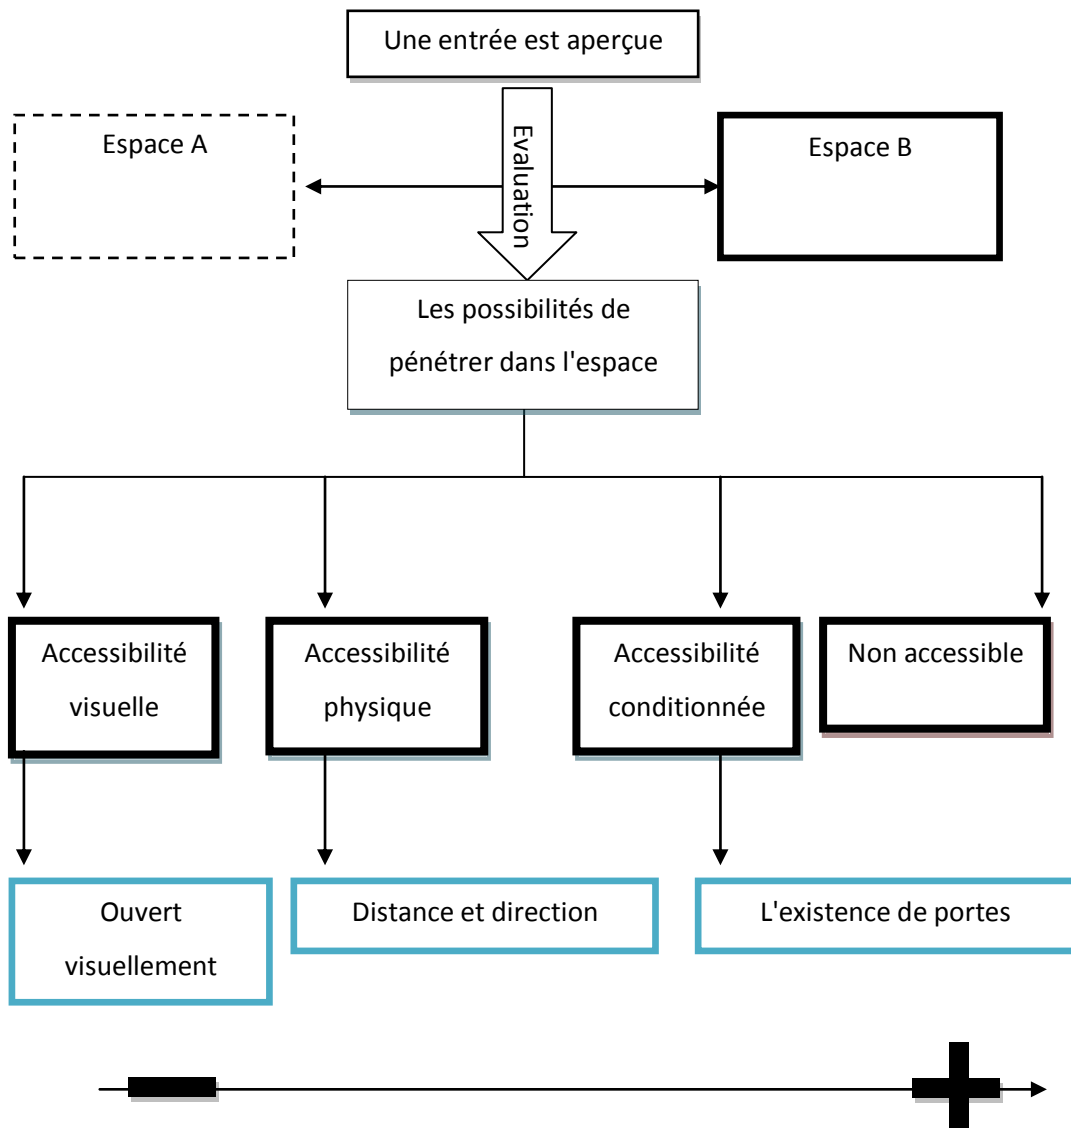 Une entrée est aperçue
Espace A
Evaluation
Espace B
Les possibilités de
pénétrer dans l'espace
Accessibilité
visuelle
Accessibilité
physique
Accessibilité
conditionnée
Non accessible
Ouvert
visuellement
Distance et direction
L'existence de portes